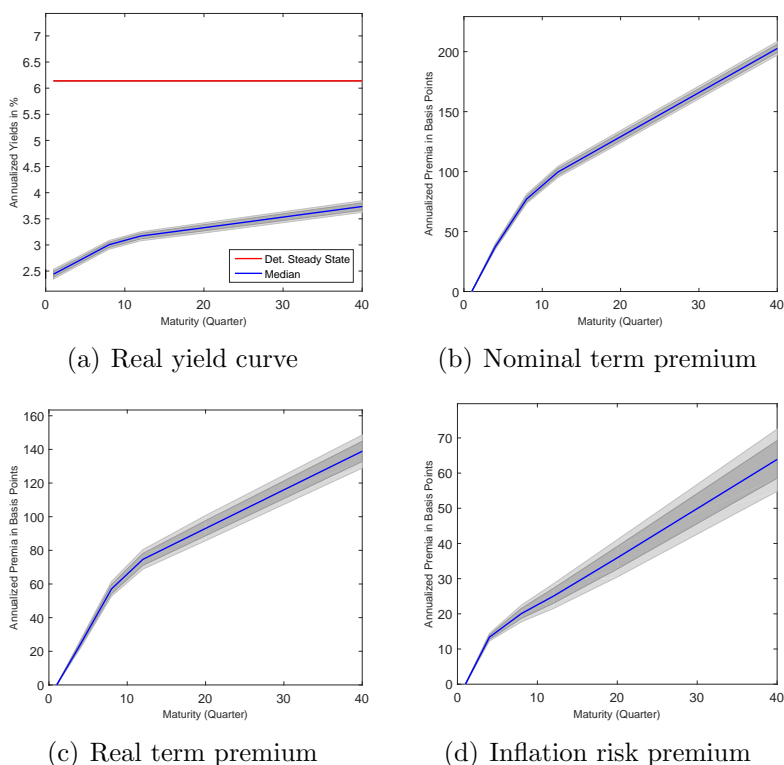 7
6.5
6
5.5
5
4.5
4
3.5
3
2.5
0 10 20 30 40
Annualized Yields in %
Maturity (Quarter)
Det. Steady State
Median
(a) Real yield curve
200
150
100
50
0
0 10 20 30 40
Annualized Premia in Basis Points
Maturity (Quarter)
(b) Nominal term premium
160
140
120
100
80
60
40
20
0
0 10 20 30 40
Annualized Premia in Basis Points
Maturity (Quarter)
(c) Real term premium
70
60
50
40
30
20
10
0
0 10 20 30 40
Annualized Premia in Basis Points
Maturity (Quarter)
(d) Inflation risk premium